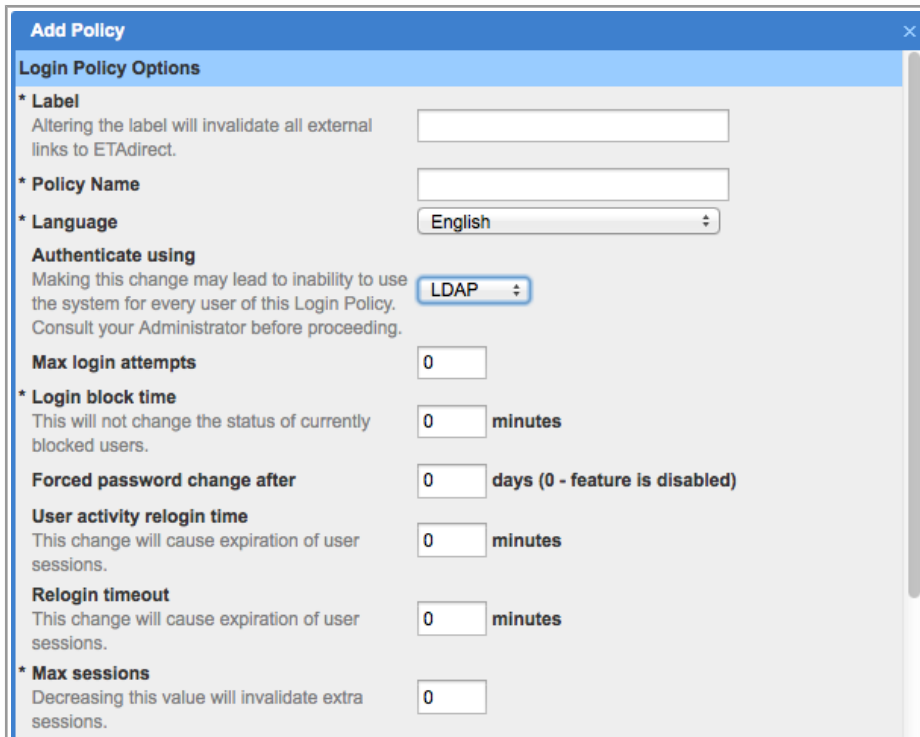 Add Policy ×
Login Policy Options
* Label
Altering the label will invalidate all external
links to ETAdirect.
* Policy Name
* Language English
Authenticate using
Making this change may lead to inability to use
the system for every user of this Login Policy.
Consult your Administrator before proceeding.
LDAP
Max login attempts 0
* Login block time
This will not change the status of currently
blocked users.
0 minutes
Forced password change after 0 days (0 - feature is disabled)
User activity relogin time
This change will cause expiration of user
sessions.
0 minutes
Relogin timeout
This change will cause expiration of user
sessions.
0 minutes
* Max sessions
Decreasing this value will invalidate extra
sessions.
0